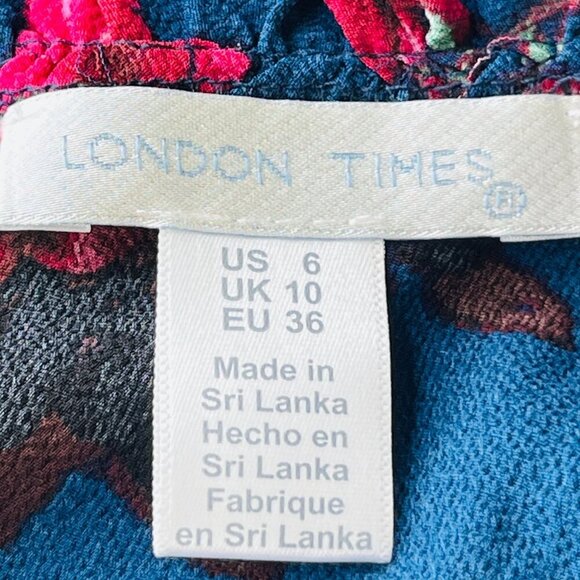 LONDON TIMES®
US 6
UK 10
EU 36
Made in
Sri Lanka
Hecho en
Sri Lanka
Fabrique
en Sri Lanka